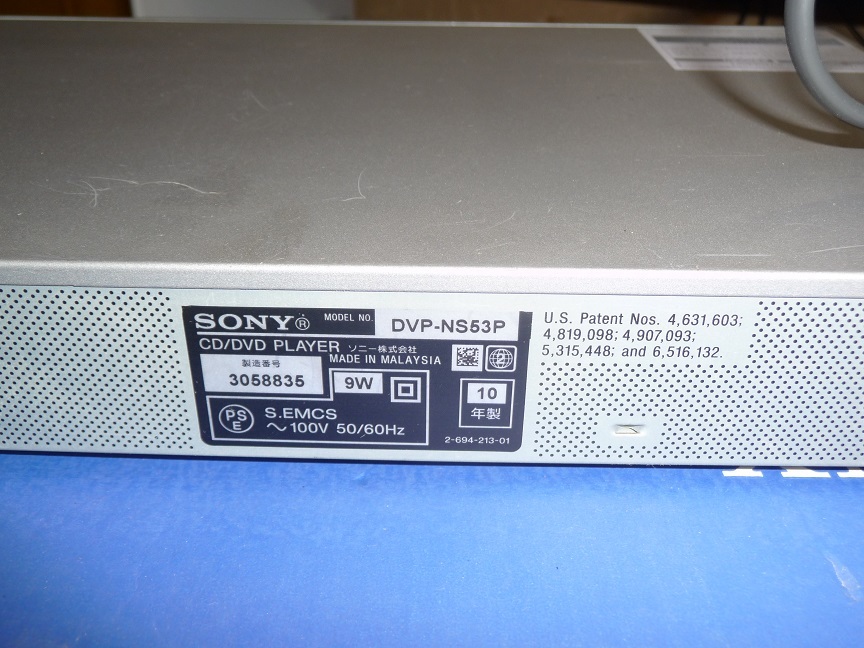 SONY® MODEL NO. DVP-NS53P
CD/DVD PLAYER ソニー株式会社
MADE IN MALAYSIA
製造番号
3058835
9W
10
年製
PS
E
S.EMCS
～100V 50/60Hz
2-694-213-01
U.S. Patent Nos. 4,631,603;
4,819,098; 4,907,093;
5,315,448; and 6,516,132.